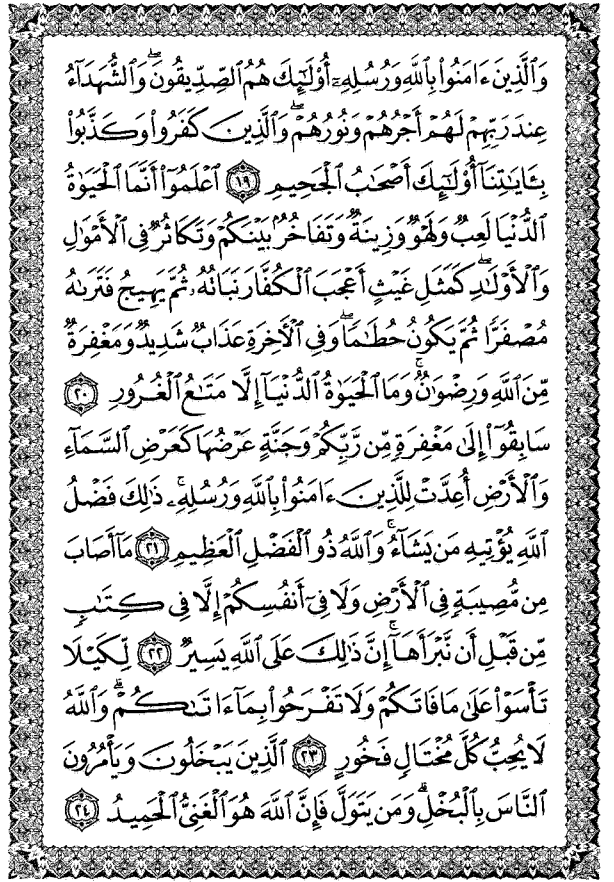 وَٱلَّذِينَ ءَامَنُوا۟ بِٱللَّهِ وَرُسُلِهِۦٓ أُو۟لَـٰٓئِكَ هُمُ ٱلصِّدِّيقُونَ ۖ وَٱلشُّهَدَآءُ
عِندَ رَبِّهِمْ لَهُمْ أَجْرُهُمْ وَنُورُهُمْ ۖ وَٱلَّذِينَ كَفَرُوا۟ وَكَذَّبُوا۟
بِـَٔايَـٰتِنَآ أُو۟لَـٰٓئِكَ أَصْحَـٰبُ ٱلْجَحِيمِ ١٩ ٱعْلَمُوٓا۟ أَنَّمَا ٱلْحَيَوٰةُ
ٱلدُّنْيَا لَعِبٌ وَلَهْوٌ وَزِينَةٌ وَتَفَاخُرٌۢ بَيْنَكُمْ وَتَكَاثُرٌ فِى ٱلْأَمْوَٰلِ
وَٱلْأَوْلَـٰدِ ۖ كَمَثَلِ غَيْثٍ أَعْجَبَ ٱلْكُفَّارَ نَبَاتُهُۥ ثُمَّ يَهِيجُ فَتَرَىٰهُ
مُصْفَرًّا ثُمَّ يَكُونُ حُطَـٰمًا ۖ وَفِى ٱلْـَٔاخِرَةِ عَذَابٌ شَدِيدٌ وَمَغْفِرَةٌ
مِّنَ ٱللَّهِ وَرِضْوَٰنٌ ۚ وَمَا ٱلْحَيَوٰةُ ٱلدُّنْيَآ إِلَّا مَتَـٰعُ ٱلْغُرُورِ ٢٠
سَابِقُوٓا۟ إِلَىٰ مَغْفِرَةٍ مِّن رَّبِّكُمْ وَجَنَّةٍ عَرْضُهَا كَعَرْضِ ٱلسَّمَآءِ
وَٱلْأَرْضِ أُعِدَّتْ لِلَّذِينَ ءَامَنُوا۟ بِٱللَّهِ وَرُسُلِهِۦ ۚ ذَٰلِكَ فَضْلُ
ٱللَّهِ يُؤْتِيهِ مَن يَشَآءُ ۚ وَٱللَّهُ ذُو ٱلْفَضْلِ ٱلْعَظِيمِ ٢١ مَآ أَصَابَ
مِن مُّصِيبَةٍ فِى ٱلْأَرْضِ وَلَا فِىٓ أَنفُسِكُمْ إِلَّا فِى كِتَـٰبٍ
مِّن قَبْلِ أَن نَّبْرَأَهَآ ۚ إِنَّ ذَٰلِكَ عَلَى ٱللَّهِ يَسِيرٌ ٢٢ لِّكَيْلَا
تَأْسَوْا۟ عَلَىٰ مَا فَاتَكُمْ وَلَا تَفْرَحُوا۟ بِمَآ ءَاتَىٰكُمْ ۗ وَٱللَّهُ
لَا يُحِبُّ كُلَّ مُخْتَالٍ فَخُورٍ ٢٣ ٱلَّذِينَ يَبْخَلُونَ وَيَأْمُرُونَ
ٱلنَّاسَ بِٱلْبُخْلِ ۗ وَمَن يَتَوَلَّ فَإِنَّ ٱللَّهَ هُوَ ٱلْغَنِىُّ ٱلْحَمِيدُ ٢٤